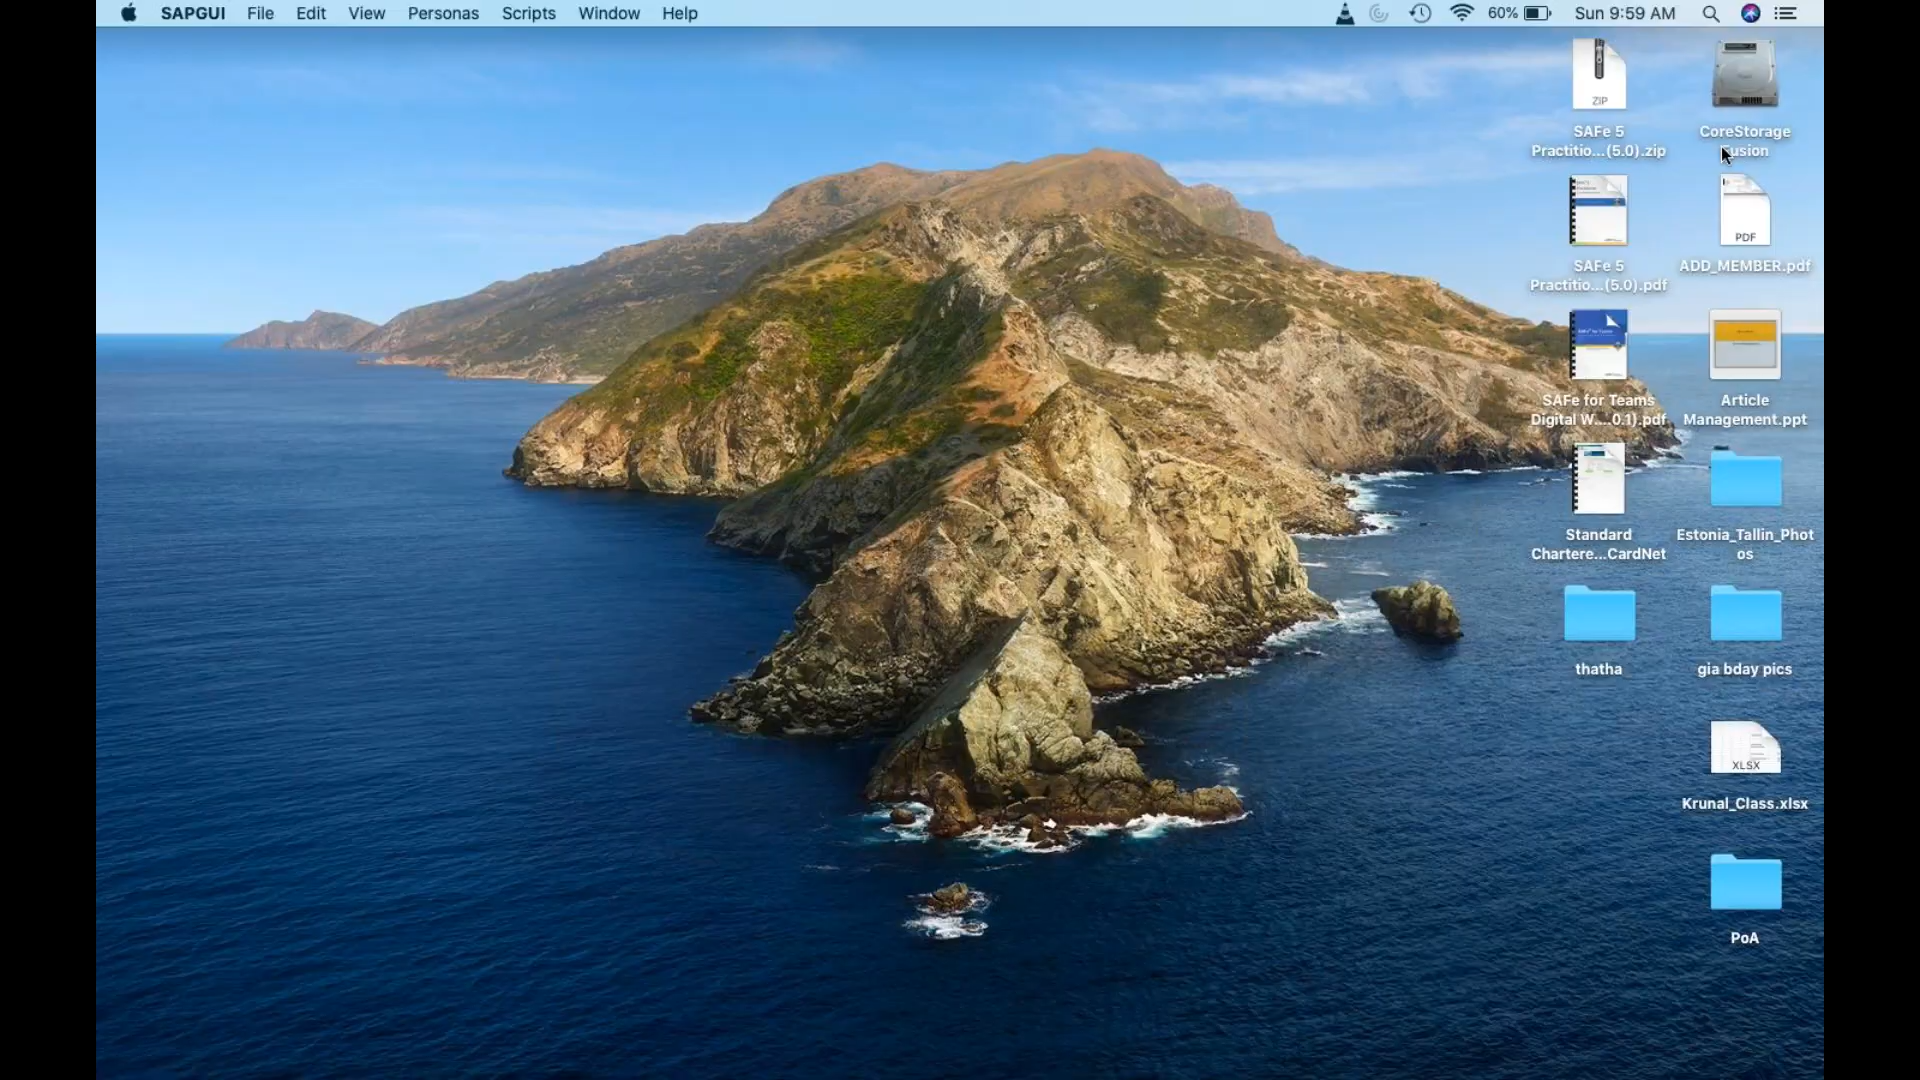 SAPGUI File Edit View Personas Scripts Window Help 60% Sun 9:59 AM
ZIP
SAFe 5
Practitio...(5.0).zip
CoreStorage
Fusion
SAFe 5
Practitio...(5.0).pdf
PDF
ADD_MEMBER.pdf
SAFe for Teams
Digital W....0.1).pdf
Article
Management.ppt
Standard
Chartere...CardNet
Estonia_Tallin_Phot
os
thatha
gia bday pics
XLSX
Krunal_Class.xlsx
PoA